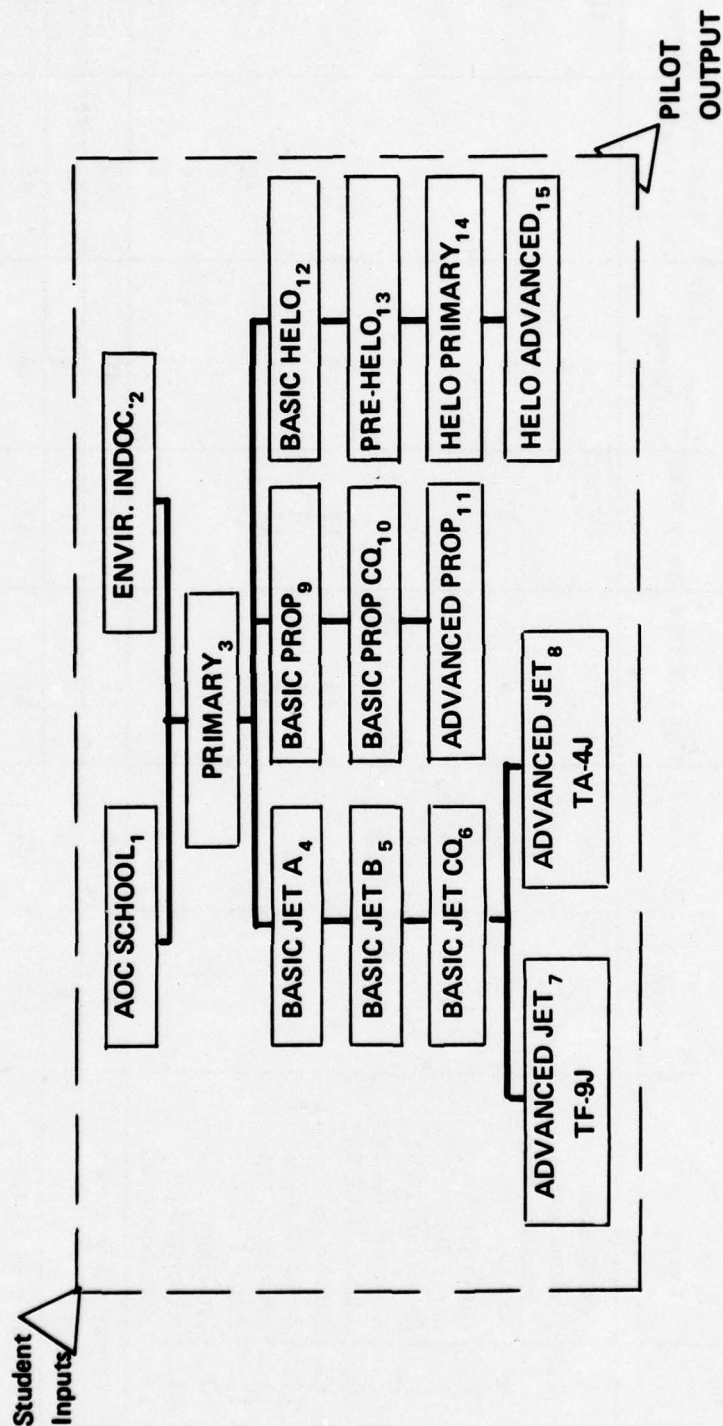 Student
Inputs
AOC SCHOOL₁
ENVIR. INDOC.₂
PRIMARY₃
BASIC JET A₄
BASIC PROP₉
BASIC HELO₁₂
BASIC JET B₅
BASIC PROP CQ₁₀
PRE-HELO₁₃
BASIC JET CQ₆
ADVANCED PROP₁₁
HELO PRIMARY₁₄
HELO ADVANCED₁₅
ADVANCED JET₇
TF-9J
ADVANCED JET₈
TA-4J
PILOT
OUTPUT